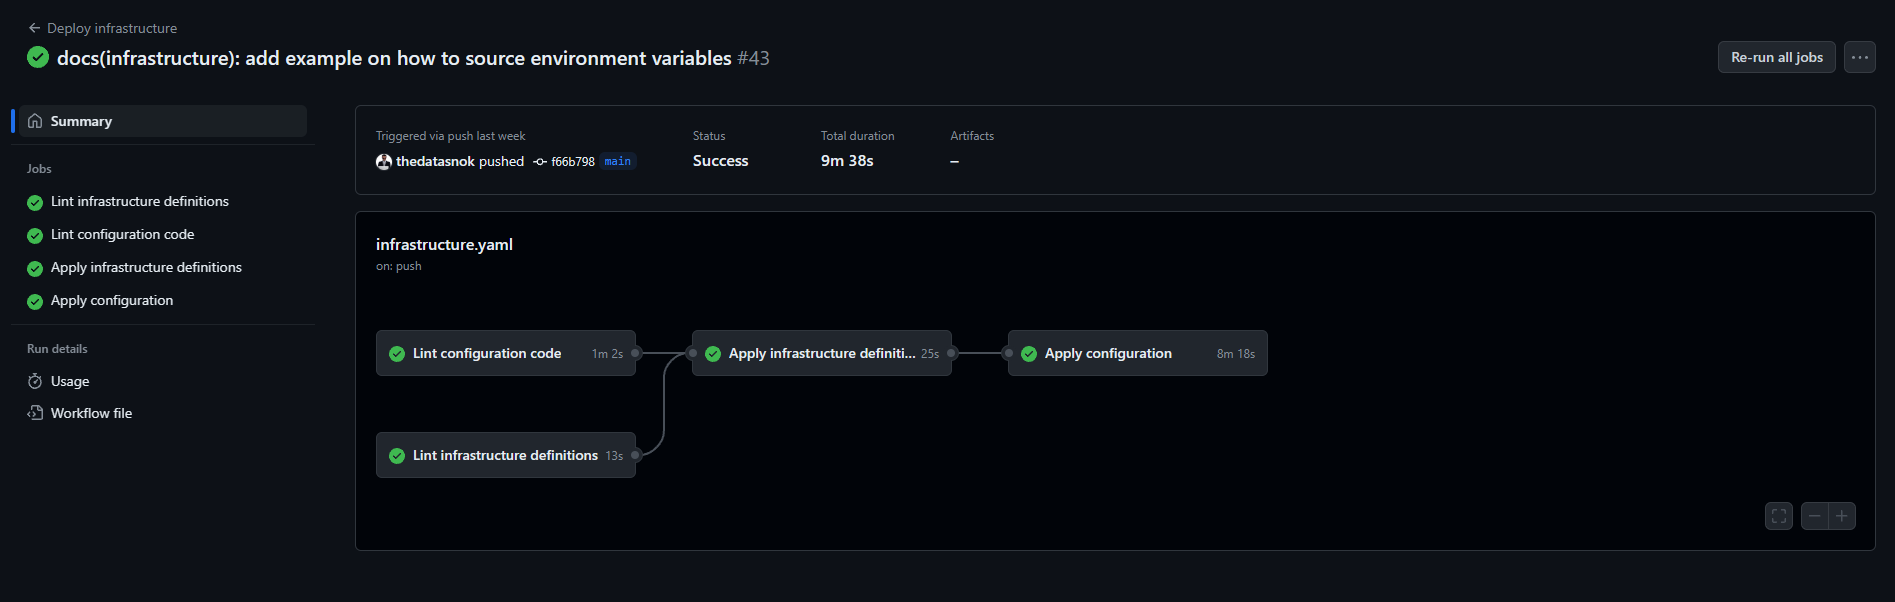 Deploy infrastructure
docs(infrastructure): add example on how to source environment variables #43
Re-run all jobs
Summary
Jobs
Lint infrastructure definitions
Lint configuration code
Apply infrastructure definitions
Apply configuration
Run details
Usage
Workflow file
Triggered via push last week
thedatasnok pushed f66b798 main
Status
Success
Total duration
9m 38s
Artifacts
–
infrastructure.yaml
on: push
Lint configuration code 1m 2s
Apply infrastructure definiti... 25s
Apply configuration 8m 18s
Lint infrastructure definitions 13s